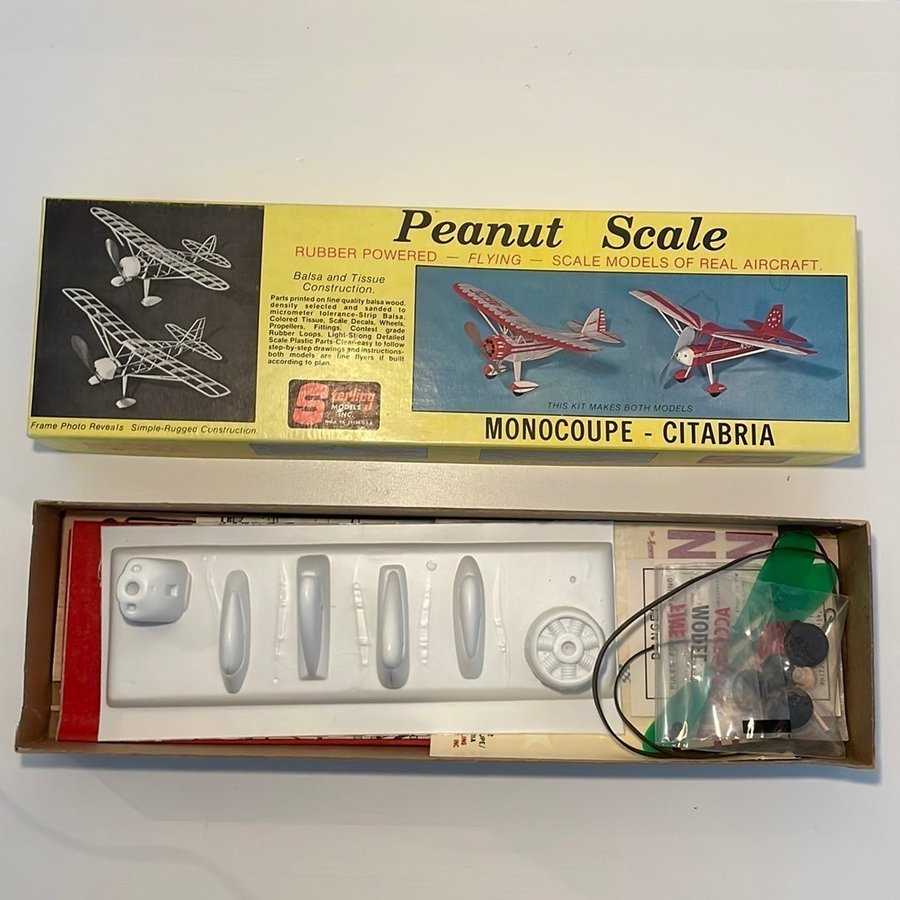 Peanut Scale
RUBBER POWERED — FLYING — SCALE MODELS OF REAL AIRCRAFT.
Balsa and Tissue
Construction.
Parts printed on fine quality balsa wood,
density selected and sanded to
micrometer tolerance-Strip Balsa,
Colored Tissue, Scale Decals, Wheels,
Propellers, Fittings, Contest grade
Rubber Loops, Light-Strong Detailed
Scale Plastic Parts-Clear-easy to follow
step-by-step drawings and instructions-
both models are fine flyers if built
according to plan.
Sterling
MODELS
INC.
THIS KIT MAKES BOTH MODELS
Frame Photo Reveals Simple-Rugged Construction.
MONOCOUPE - CITABRIA
DANGE
MODEL
FINE